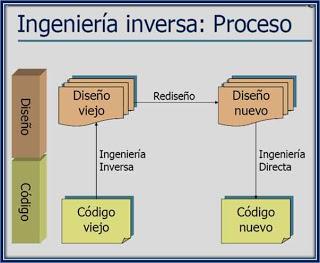 Ingeniería inversa: Proceso
Diseño
Diseño
viejo
Rediseño
Diseño
nuevo
Ingeniería
Inversa
Ingeniería
Directa
Código
Código
viejo
Código
nuevo